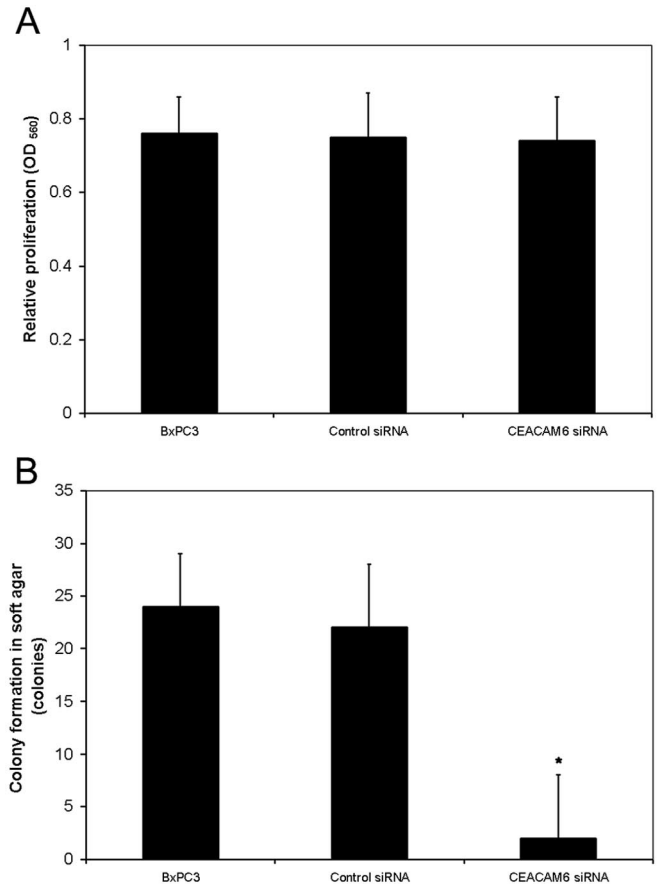 A
Relative proliferation (OD 560)
1
0.8
0.6
0.4
0.2
0
BxPC3 Control siRNA CEACAM6 siRNA
B
Colony formation in soft agar
(colonies)
35
30
25
20
15
10
5
0
*
BxPC3 Control siRNA CEACAM6 siRNA